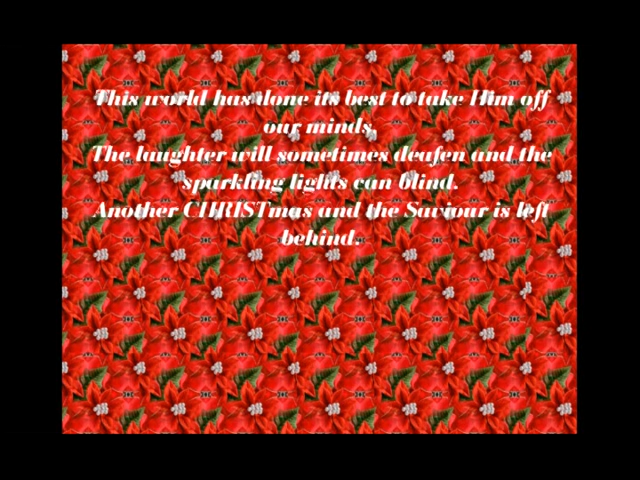 This world has done its best to take Him off
our minds.
The laughter will sometimes deafen and the
sparkling lights can blind.
Another CHRISTmas and the Saviour is left
behind.